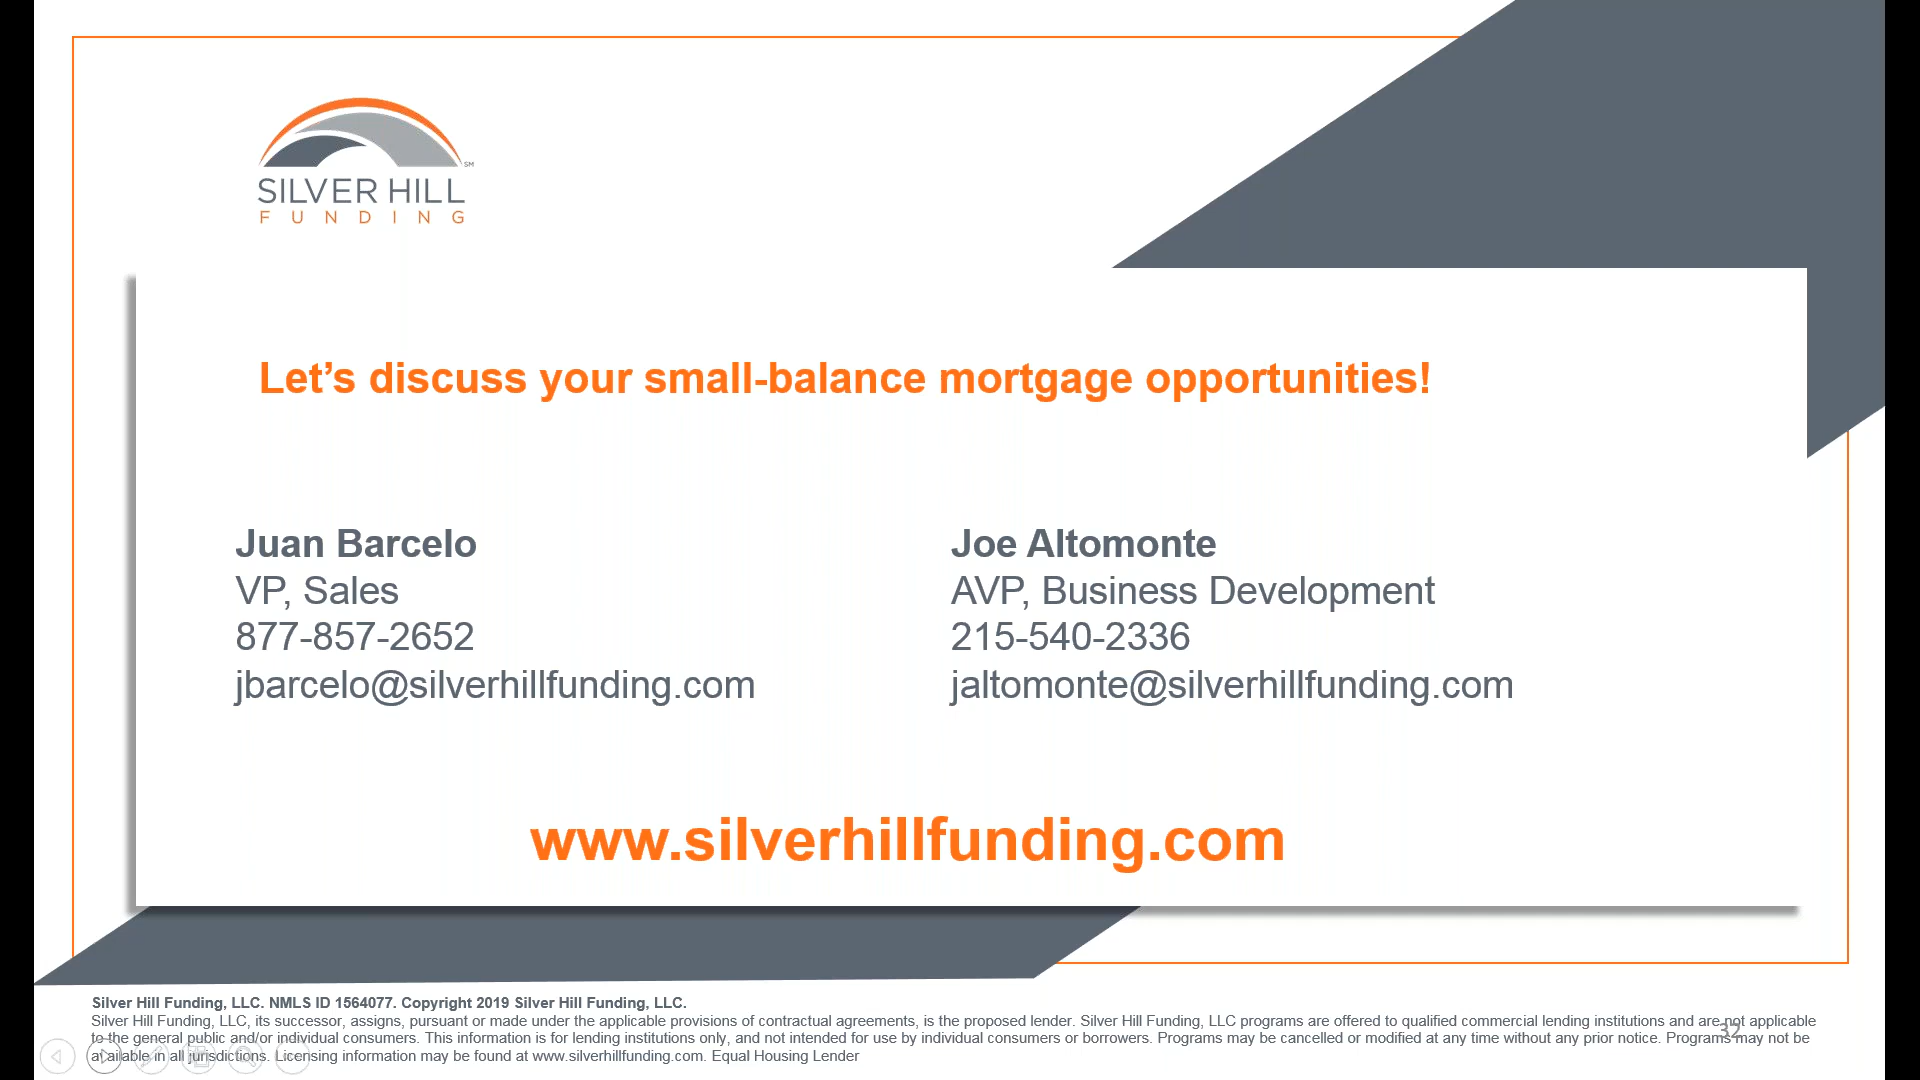 SILVER HILL SM
FUNDING
Let’s discuss your small-balance mortgage opportunities!
Juan Barcelo
VP, Sales
877-857-2652
jbarcelo@silverhillfunding.com
Joe Altomonte
AVP, Business Development
215-540-2336
jaltomonte@silverhillfunding.com
www.silverhillfunding.com
Silver Hill Funding, LLC. NMLS ID 1564077. Copyright 2019 Silver Hill Funding, LLC.
Silver Hill Funding, LLC, its successor, assigns, pursuant or made under the applicable provisions of contractual agreements, is the proposed lender. Silver Hill Funding, LLC programs are offered to qualified commercial lending institutions and are not applicable
to the general public and/or individual consumers. This information is for lending institutions only, and not intended for use by individual consumers or borrowers. Programs may be cancelled or modified at any time without any prior notice. Programs may not be
available in all jurisdictions. Licensing information may be found at www.silverhillfunding.com. Equal Housing Lender
32